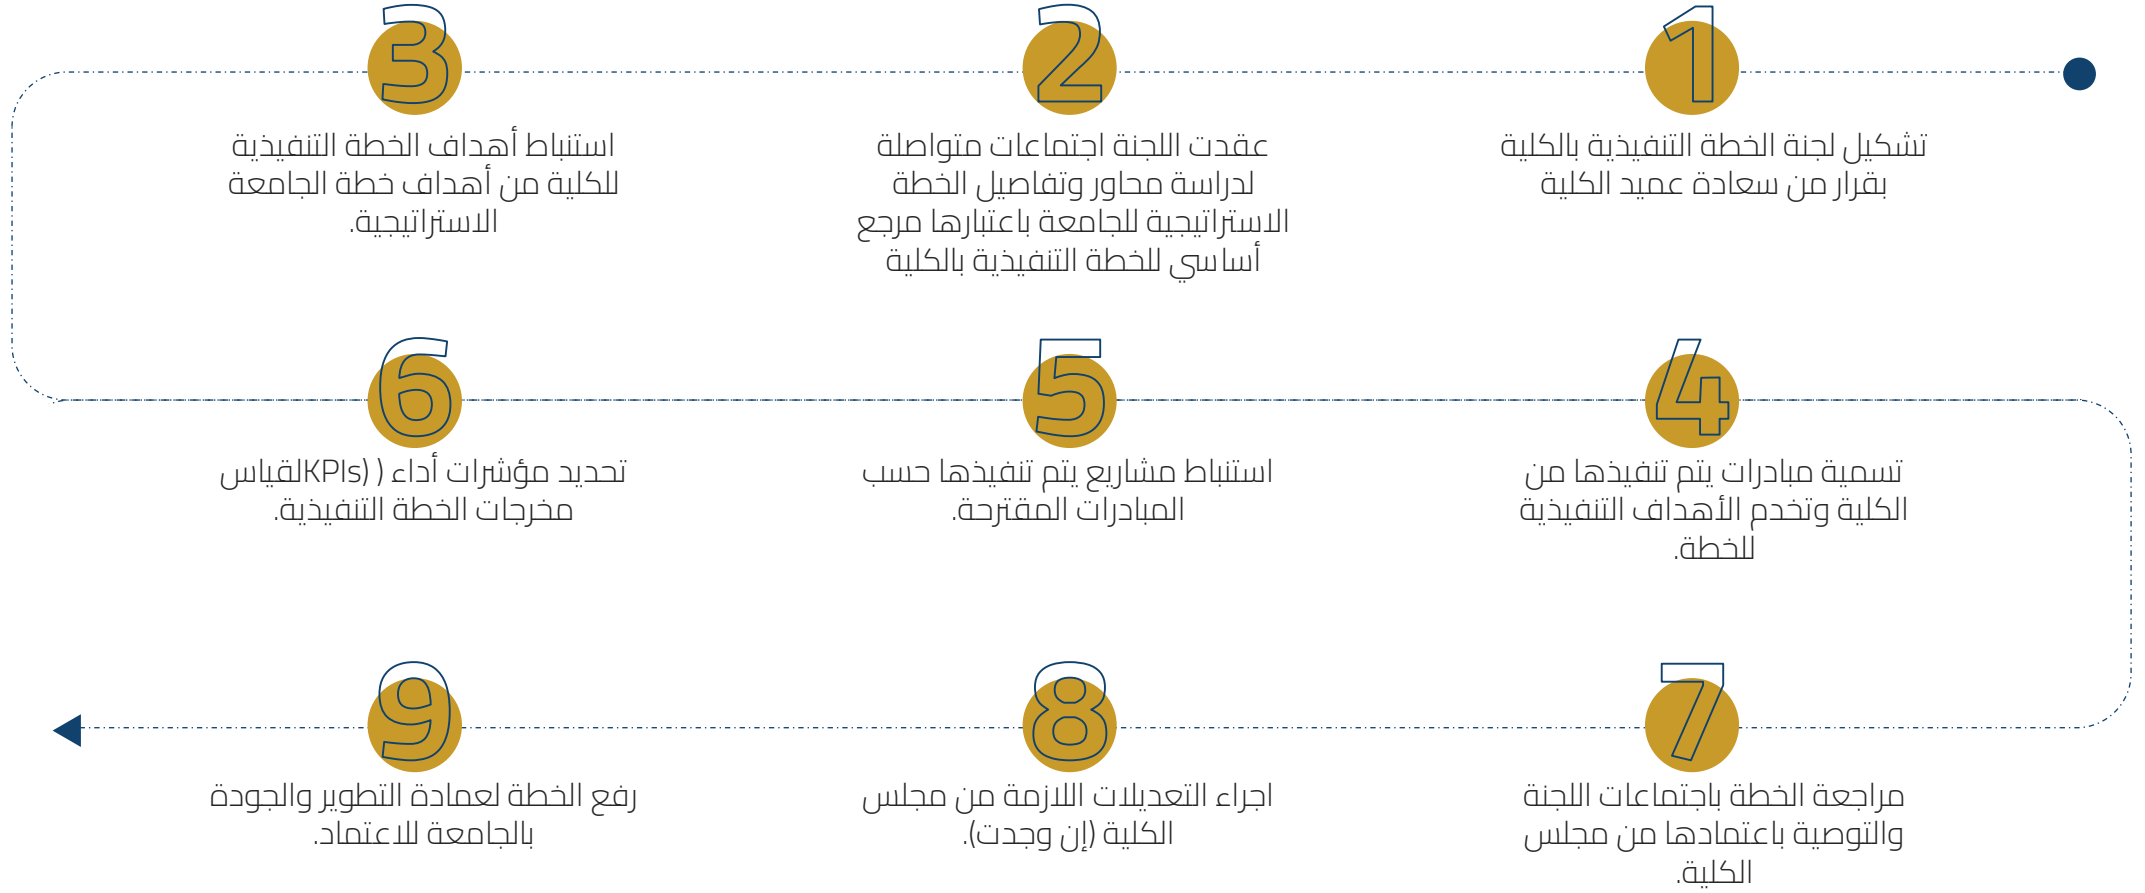 1
تشكيل لجنة الخطة التنفيذية بالكلية
بقرار من سعادة عميد الكلية
2
عقدت اللجنة اجتماعات متواصلة
لدراسة محاور وتفاصيل الخطة
الاستراتيجية للجامعة باعتبارها مرجع
أساسي للخطة التنفيذية بالكلية
3
استنباط أهداف الخطة التنفيذية
للكلية من أهداف خطة الجامعة
الاستراتيجية.
4
تسمية مبادرات يتم تنفيذها من
الكلية وتخدم الأهداف التنفيذية
للخطة.
5
استنباط مشاريع يتم تنفيذها حسب
المبادرات المقترحة.
6
تحديد مؤشرات أداء ( (KPIsلقياس
مخرجات الخطة التنفيذية.
7
مراجعة الخطة باجتماعات اللجنة
والتوصية باعتمادها من مجلس
الكلية.
8
اجراء التعديلات اللازمة من مجلس
الكلية (إن وجدت).
9
رفع الخطة لعمادة التطوير والجودة
بالجامعة للاعتماد.